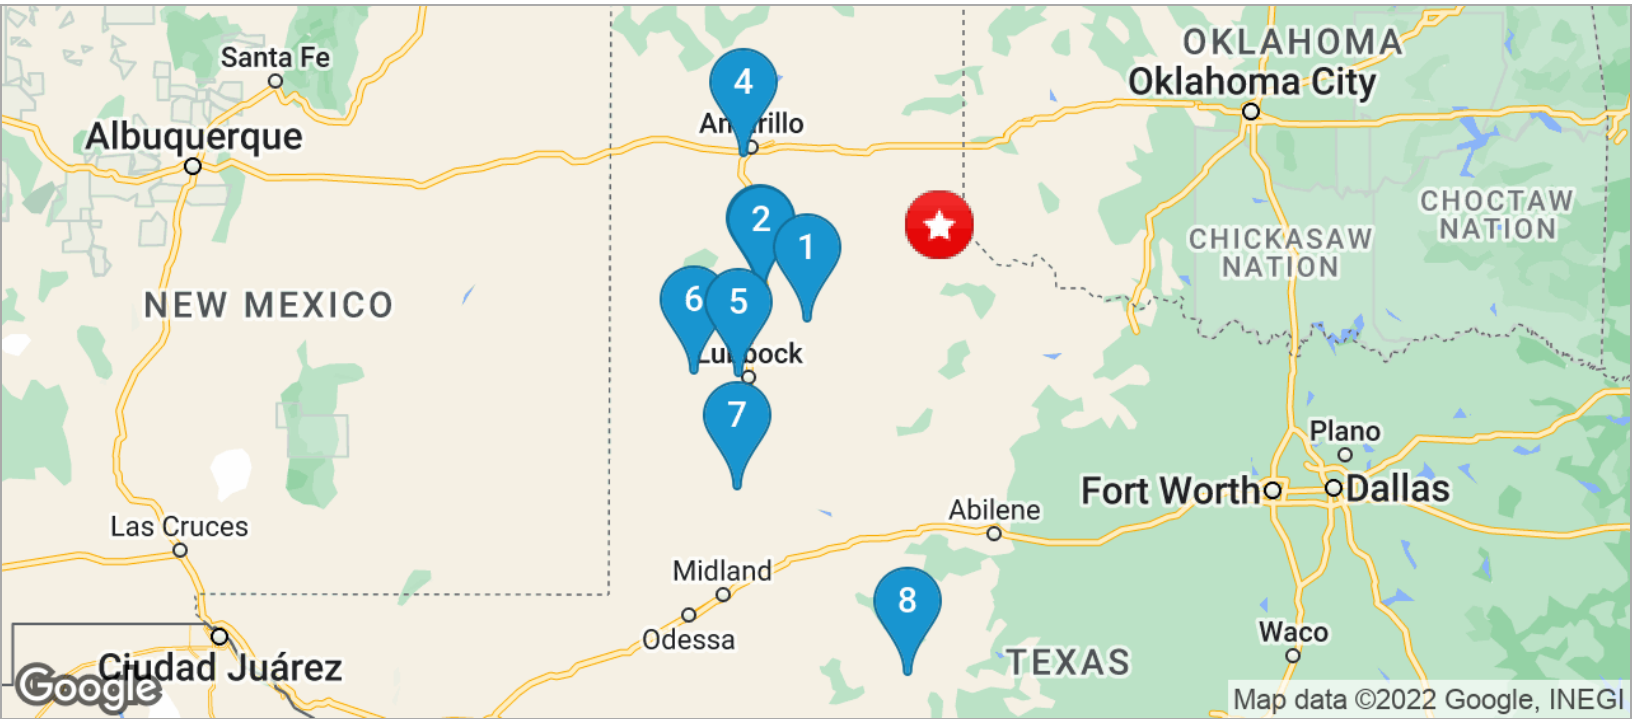 Santa Fe
OKLAHOMA
Oklahoma City
4
Amarillo
Albuquerque
2
1
CHOCTAW
NATION
CHICKASAW
NATION
NEW MEXICO
6
5
Lubbock
7
Plano
Fort Worth
Dallas
Abilene
Las Cruces
Midland
8
Odessa
Waco
TEXAS
Ciudad Juárez
Google
Map data ©2022 Google, INEGI